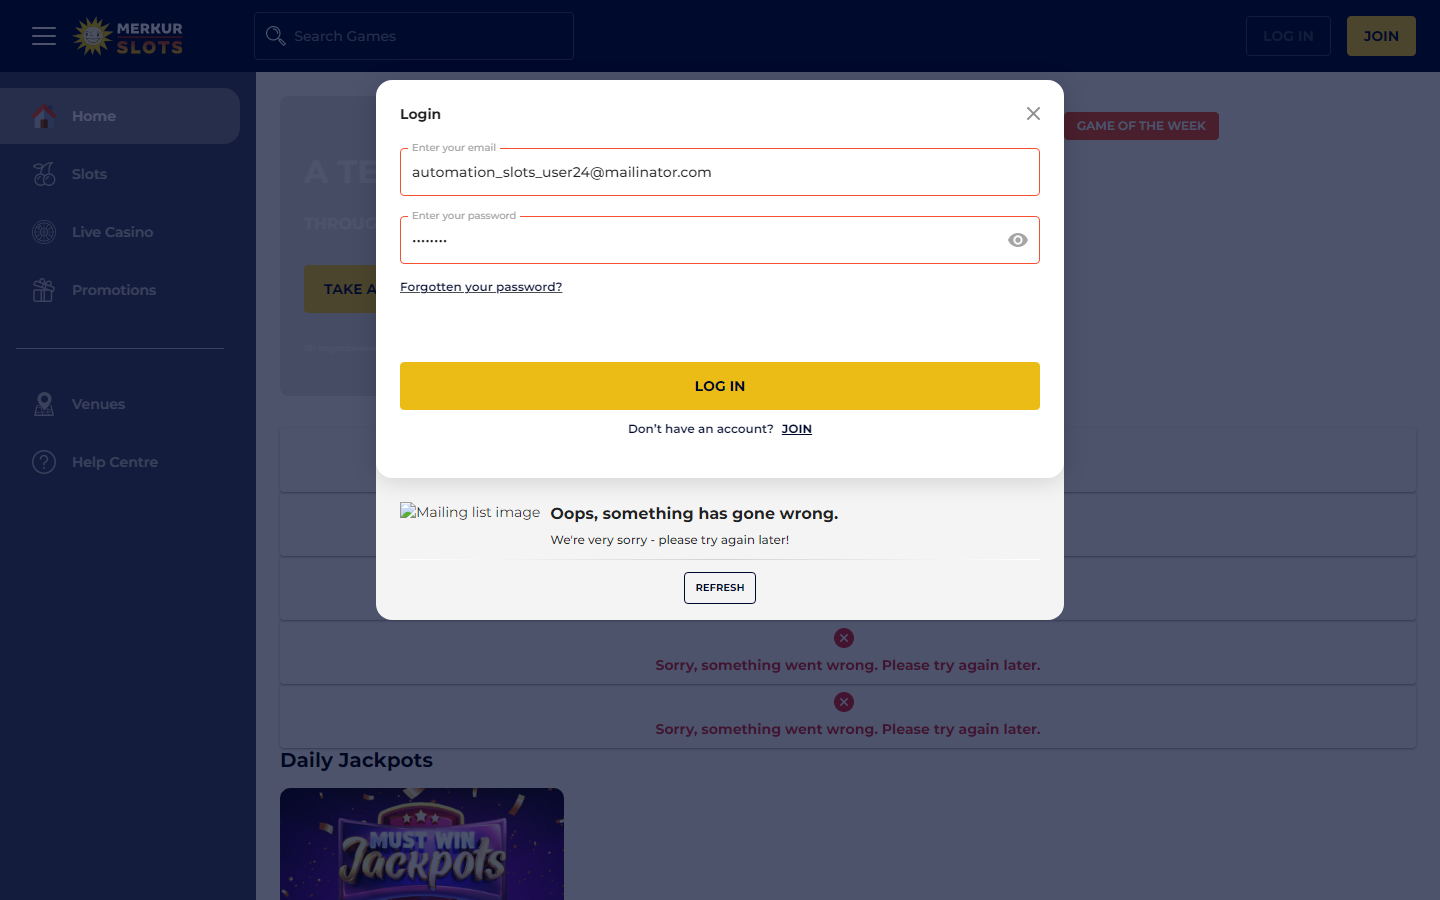 MERKUR
SLOTS
Search Games
LOG IN
JOIN
Home
Slots
Live Casino
Promotions
Venues
Help Centre
A TE
THROUG
TAKE A
GAME OF THE WEEK
Login
Enter your email
automation_slots_user24@mailinator.com
Enter your password
••••••••
Forgotten your password?
LOG IN
Don't have an account? JOIN
Mailing list image
Oops, something has gone wrong.
We're very sorry - please try again later!
REFRESH
Sorry, something went wrong. Please try again later.
Sorry, something went wrong. Please try again later.
Daily Jackpots
MUST WIN
Jackpots